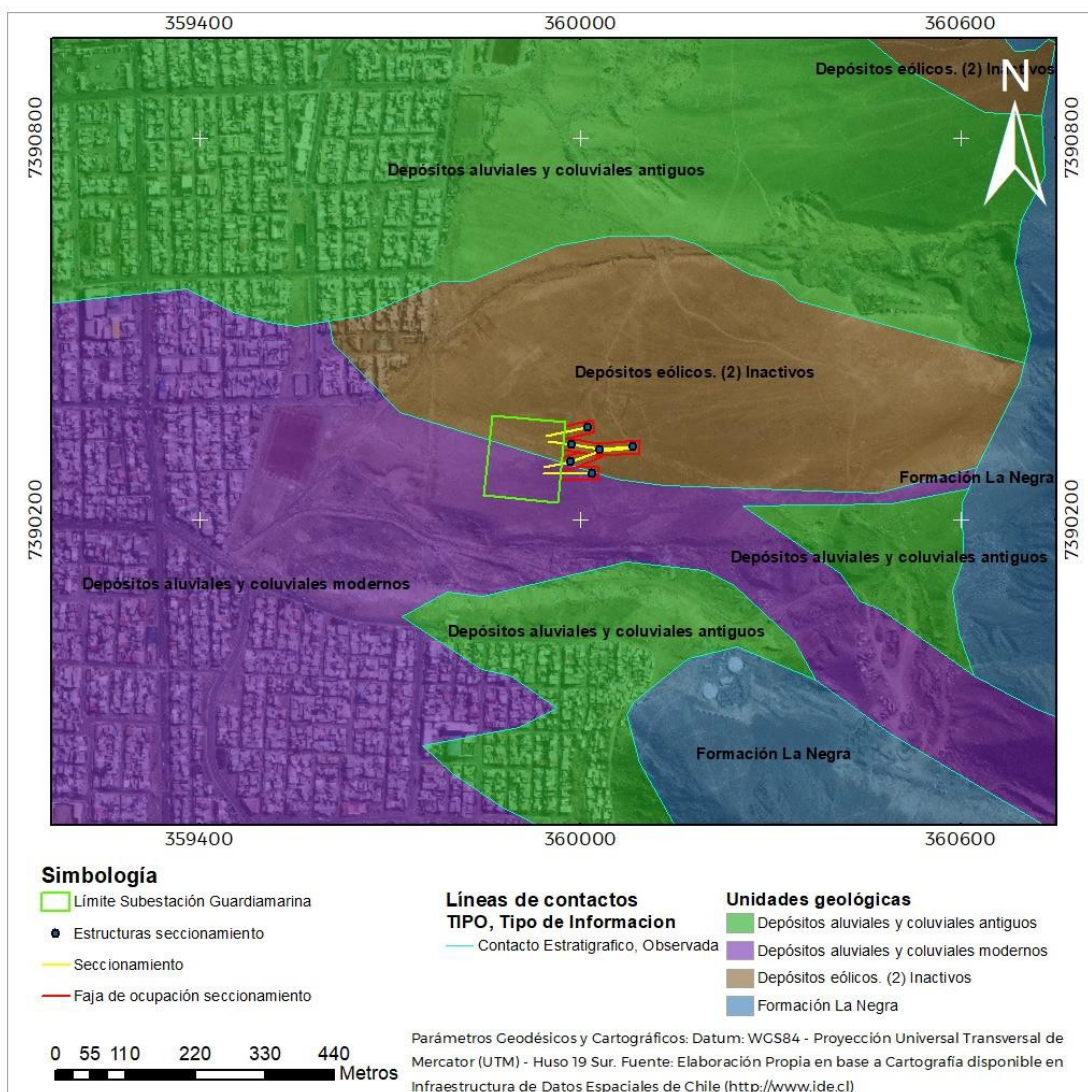 359400 360000 360600
Depósitos eólicos. (2) Inactivos
N
7390800 7390800
Depósitos aluviales y coluviales antiguos
Depósitos eólicos. (2) Inactivos
Formación La Negra
7390200 7390200
Depósitos aluviales y coluviales antiguos
Depósitos aluviales y coluviales modernos
Depósitos aluviales y coluviales antiguos
Formación La Negra
359400 360000 360600
Simbología
Límite Subestación Guardiamarina
Estructuras seccionamiento
Seccionamiento
Faja de ocupación seccionamiento
Líneas de contactos
TIPO, Tipo de Informacion
Contacto Estratigrafico, Observada
Unidades geológicas
Depósitos aluviales y coluviales antiguos
Depósitos aluviales y coluviales modernos
Depósitos eólicos. (2) Inactivos
Formación La Negra
0 55 110 220 330 440
Metros
Parámetros Geodésicos y Cartográficos: Datum: WGS84 - Proyección Universal Transversal de
Mercator (UTM) - Huso 19 Sur. Fuente: Elaboración Propia en base a Cartografía disponible en
Infraestructura de Datos Espaciales de Chile (http://www.ide.cl)